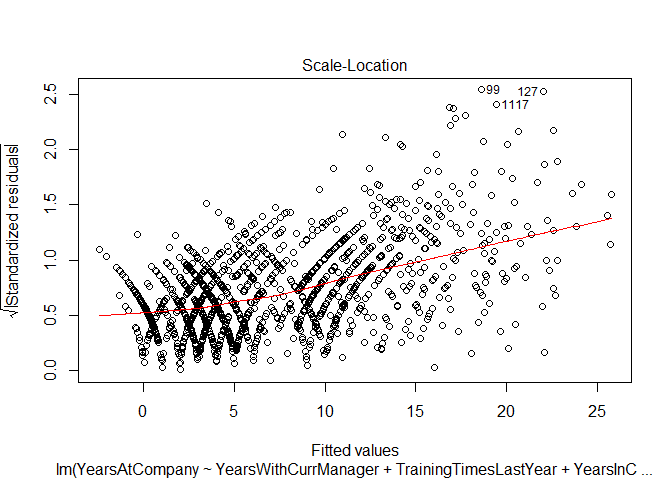 Scale-Location
√|Standardized residuals|
2.5
2.0
1.5
1.0
0.5
0.0
99
127
1117
0 5 10 15 20 25
Fitted values
lm(YearsAtCompany ~ YearsWithCurrManager + TrainingTimesLastYear + YearsInC ...